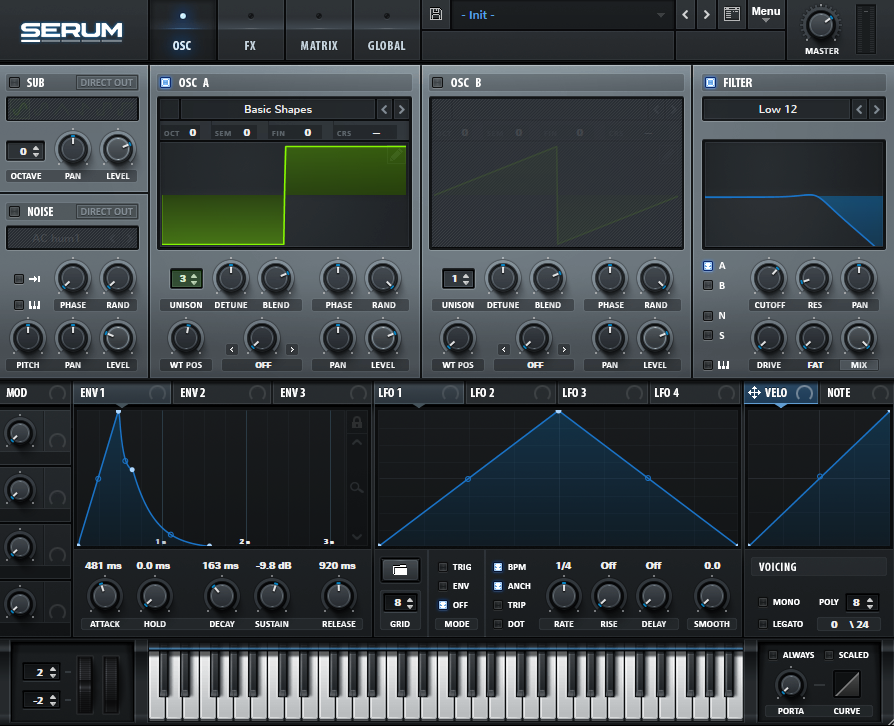 SERUM
OSC FX MATRIX GLOBAL
- Init -
Menu
MASTER
SUB DIRECT OUT
0
OCTAVE PAN LEVEL
NOISE DIRECT OUT
AC hum1
PHASE RAND
PITCH PAN LEVEL
OSC A
Basic Shapes
OCT 0 SEM 0 FIN 0 CRS –
3
UNISON DETUNE BLEND PHASE RAND
WT POS OFF PAN LEVEL
OSC B
1
UNISON DETUNE BLEND PHASE RAND
WT POS OFF PAN LEVEL
FILTER
Low 12
A
B
N
S
CUTOFF RES PAN
DRIVE FAT MIX
MOD ENV 1 ENV 2 ENV 3 LFO 1 LFO 2 LFO 3 LFO 4 VELO NOTE
1 2 3
481 ms 0.0 ms 163 ms -9.8 dB 920 ms
ATTACK HOLD DECAY SUSTAIN RELEASE
8
GRID
TRIG
ENV
OFF
MODE
BPM
ANCH
TRIP
DOT
1/4 Off Off 0.0
RATE RISE DELAY SMOOTH
VOICING
MONO POLY 8
LEGATO 0 \ 24
2
-2
ALWAYS SCALED
PORTA CURVE